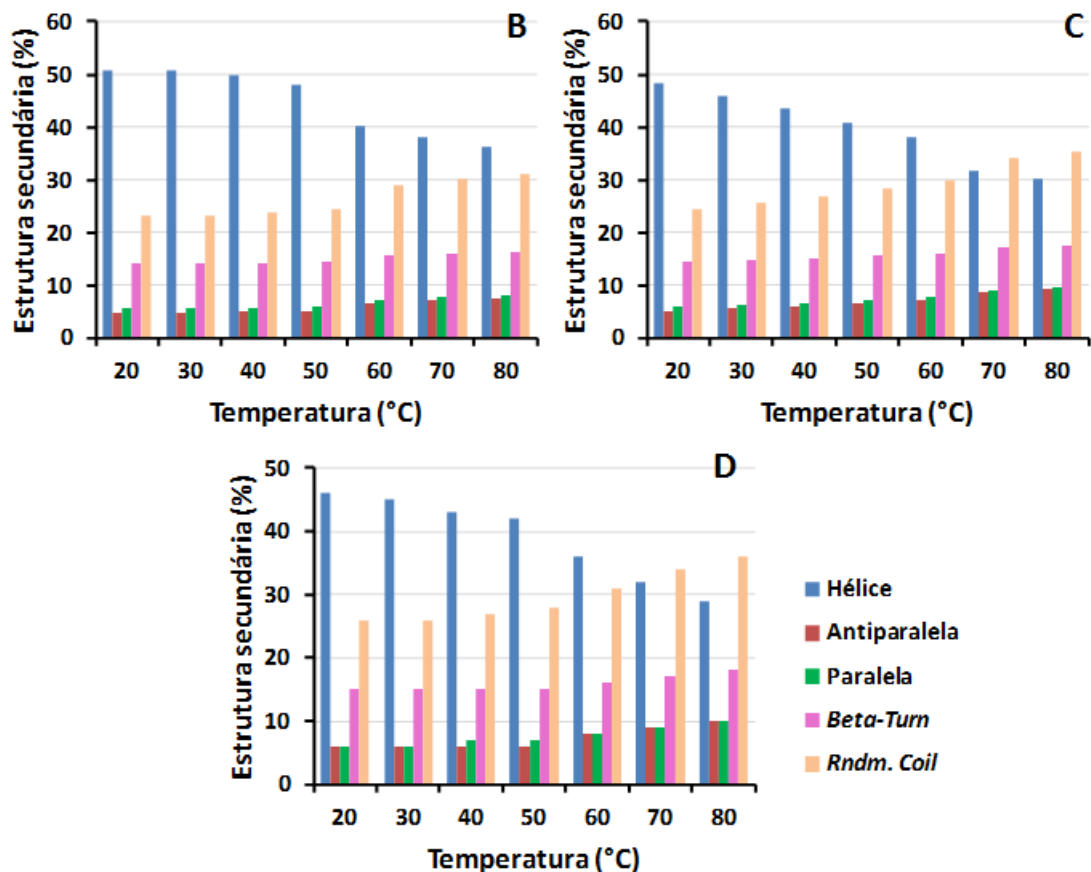 B
Estrutura secundária (%)
60
50
40
30
20
10
0
20 30 40 50 60 70 80
Temperatura (°C)
C
Estrutura secundária (%)
60
50
40
30
20
10
0
20 30 40 50 60 70 80
Temperatura (°C)
D
Estrutura secundária (%)
50
40
30
20
10
0
20 30 40 50 60 70 80
Temperatura (°C)
Hélice
Antiparalela
Paralela
Beta-Turn
Rndm. Coil